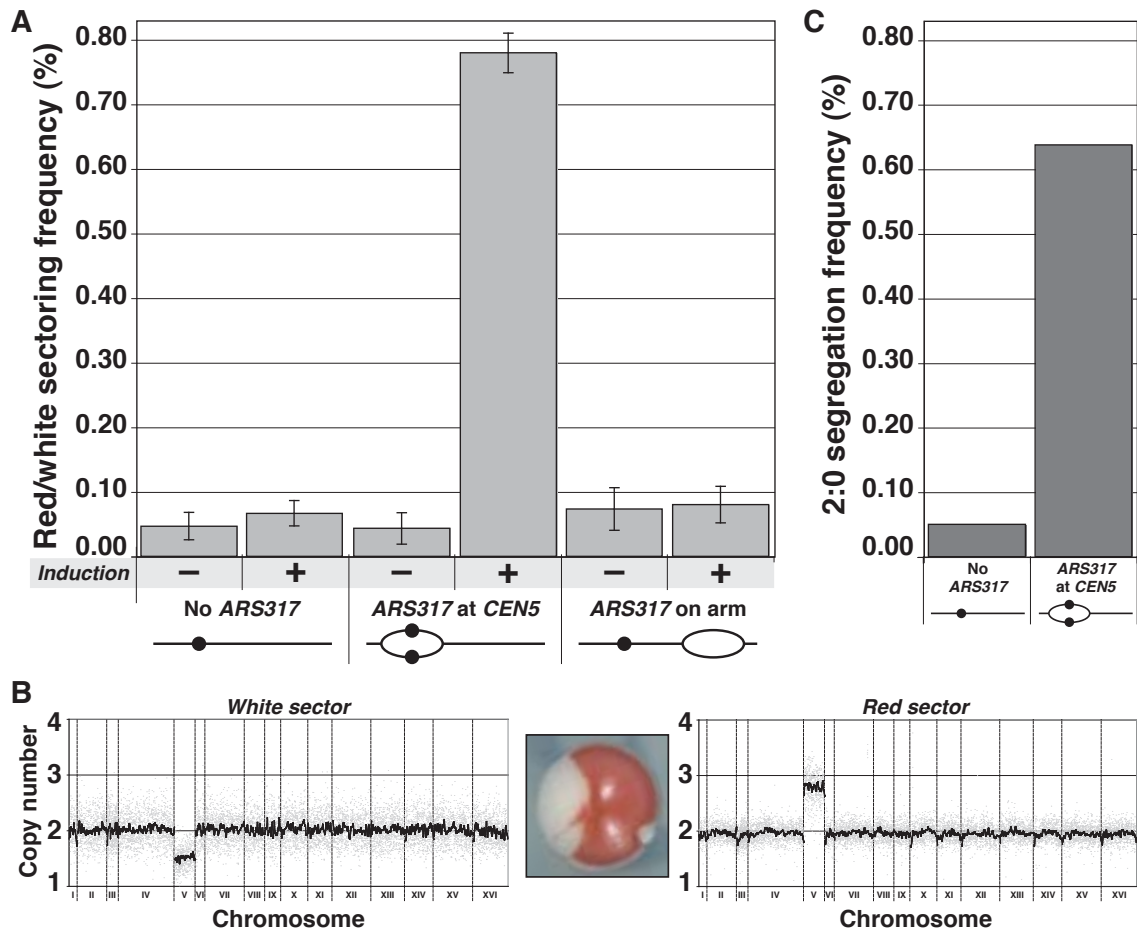 A
Red/white sectoring frequency (%)
0.80
0.70
0.60
0.50
0.40
0.30
0.20
0.10
0.00
Induction − + − + − +
No ARS317 ARS317 at CEN5 ARS317 on arm
C
2:0 segregation frequency (%)
0.80
0.70
0.60
0.50
0.40
0.30
0.20
0.10
0.00
No
ARS317
ARS317
at CEN5
B
White sector
Copy number
4
3
2
1
I II III IV V VI VII VIII IX X XI XII XIII XIV XV XVI
Chromosome
Red sector
4
3
2
1
I II III IV V VI VII VIII IX X XI XII XIII XIV XV XVI
Chromosome